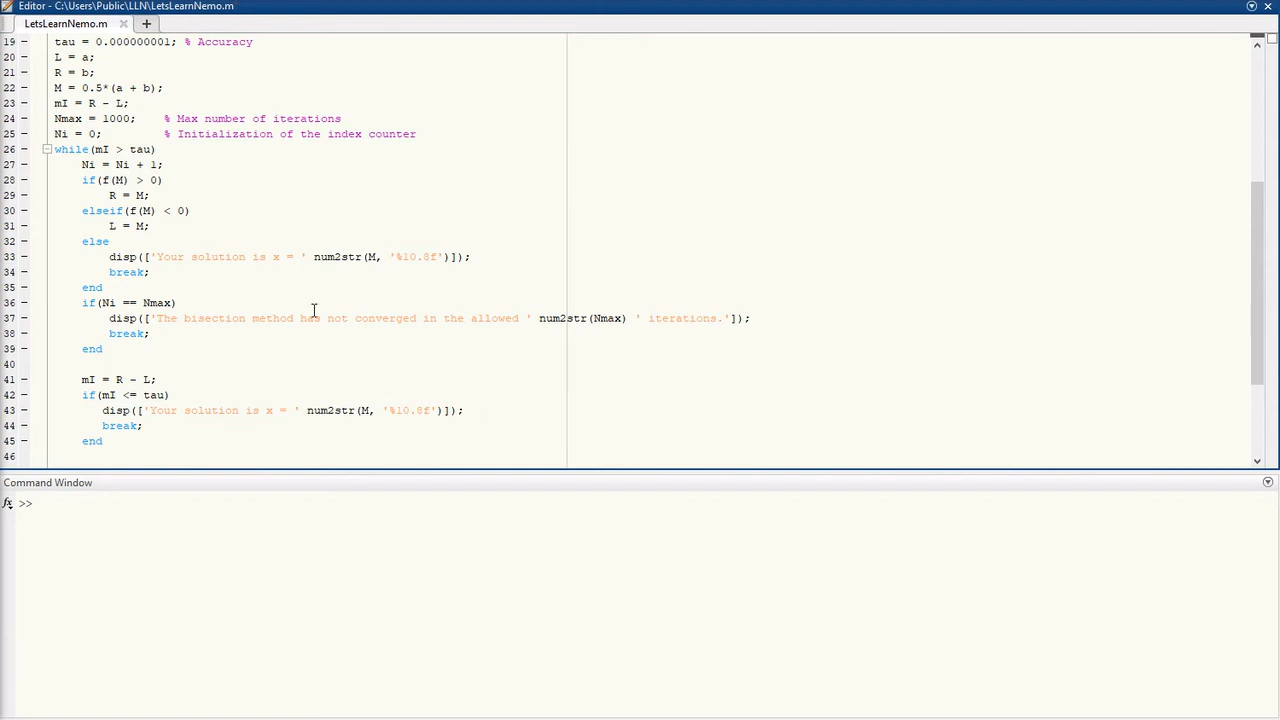 Editor - C:\Users\Public\LLN\LetsLearnNemo.m
LetsLearnNemo.m
19 - tau = 0.000000001; % Accuracy
20 - L = a;
21 - R = b;
22 - M = 0.5*(a + b);
23 - mI = R - L;
24 - Nmax = 1000; % Max number of iterations
25 - Ni = 0; % Initialization of the index counter
26 - while(mI > tau)
27 - Ni = Ni + 1;
28 - if(f(M) > 0)
29 - R = M;
30 - elseif(f(M) < 0)
31 - L = M;
32 - else
33 - disp(['Your solution is x = ' num2str(M, '%10.8f')]);
34 - break;
35 - end
36 - if(Ni == Nmax)
37 - disp(['The bisection method has not converged in the allowed ' num2str(Nmax) ' iterations.']);
38 - break;
39 - end
40
41 - mI = R - L;
42 - if(mI <= tau)
43 - disp(['Your solution is x = ' num2str(M, '%10.8f')]);
44 - break;
45 - end
46
Command Window
fx >>